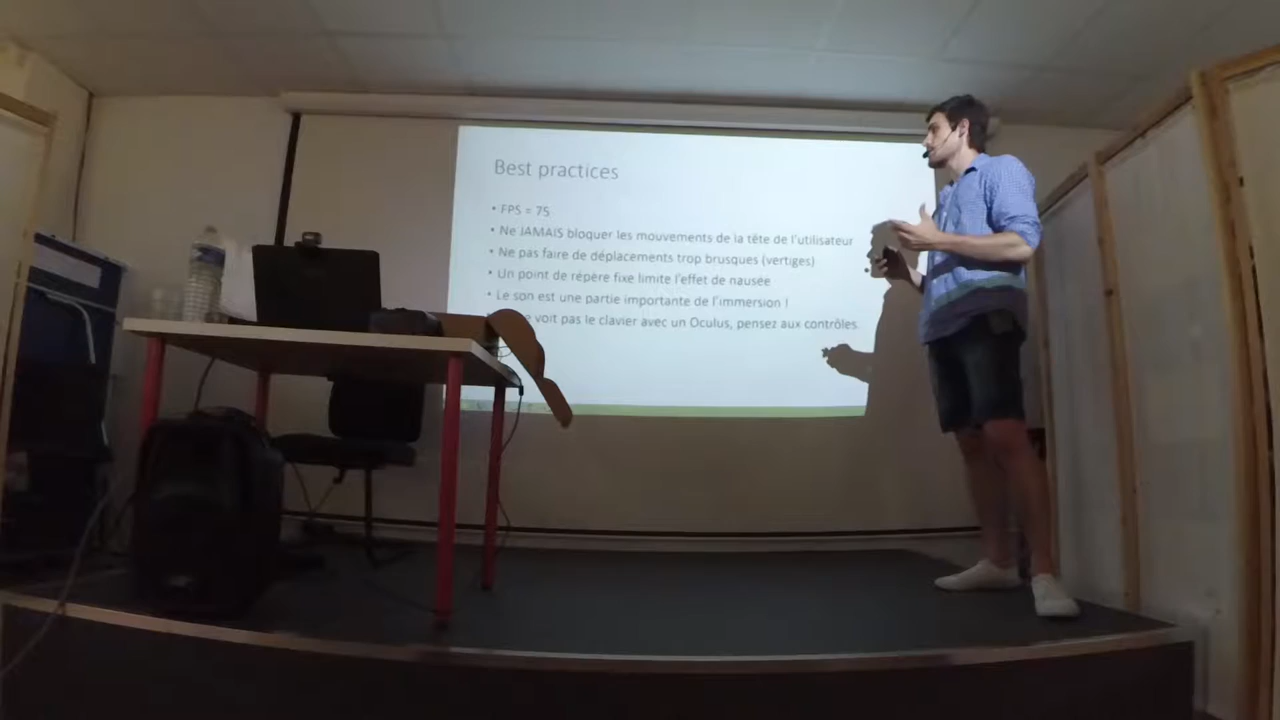 Best practices
• FPS = 75
• Ne JAMAIS bloquer les mouvements de la tête de l'utilisateur
• Ne pas faire de déplacements trop brusques (vertiges)
• Un point de répère fixe limite l'effet de nausée
• Le son est une partie importante de l'immersion !
voit pas le clavier avec un Oculus, pensez aux contrôles.